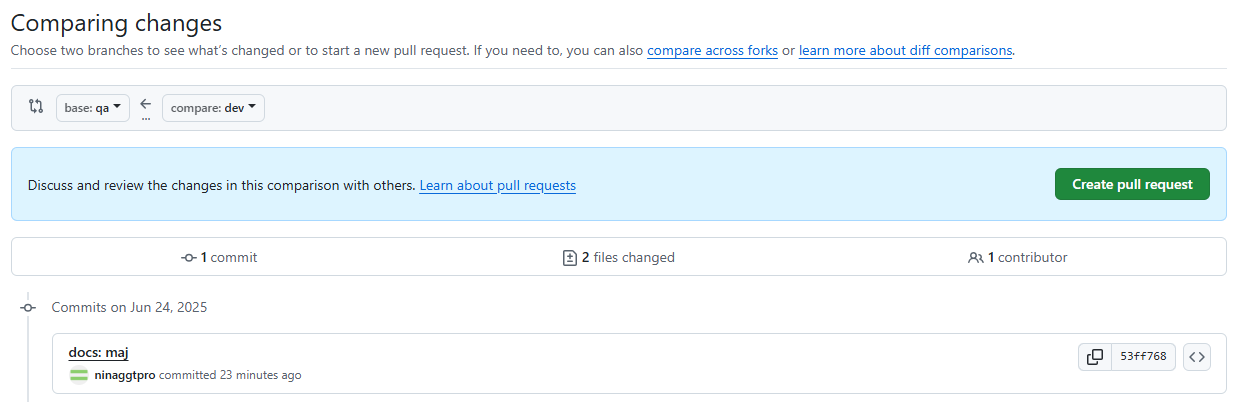 Comparing changes
Choose two branches to see what's changed or to start a new pull request. If you need to, you can also compare across forks or learn more about diff comparisons.
base: qa
...
compare: dev
Discuss and review the changes in this comparison with others. Learn about pull requests
Create pull request
1 commit
2 files changed
1 contributor
Commits on Jun 24, 2025
docs: maj
53ff768
ninaggtpro committed 23 minutes ago